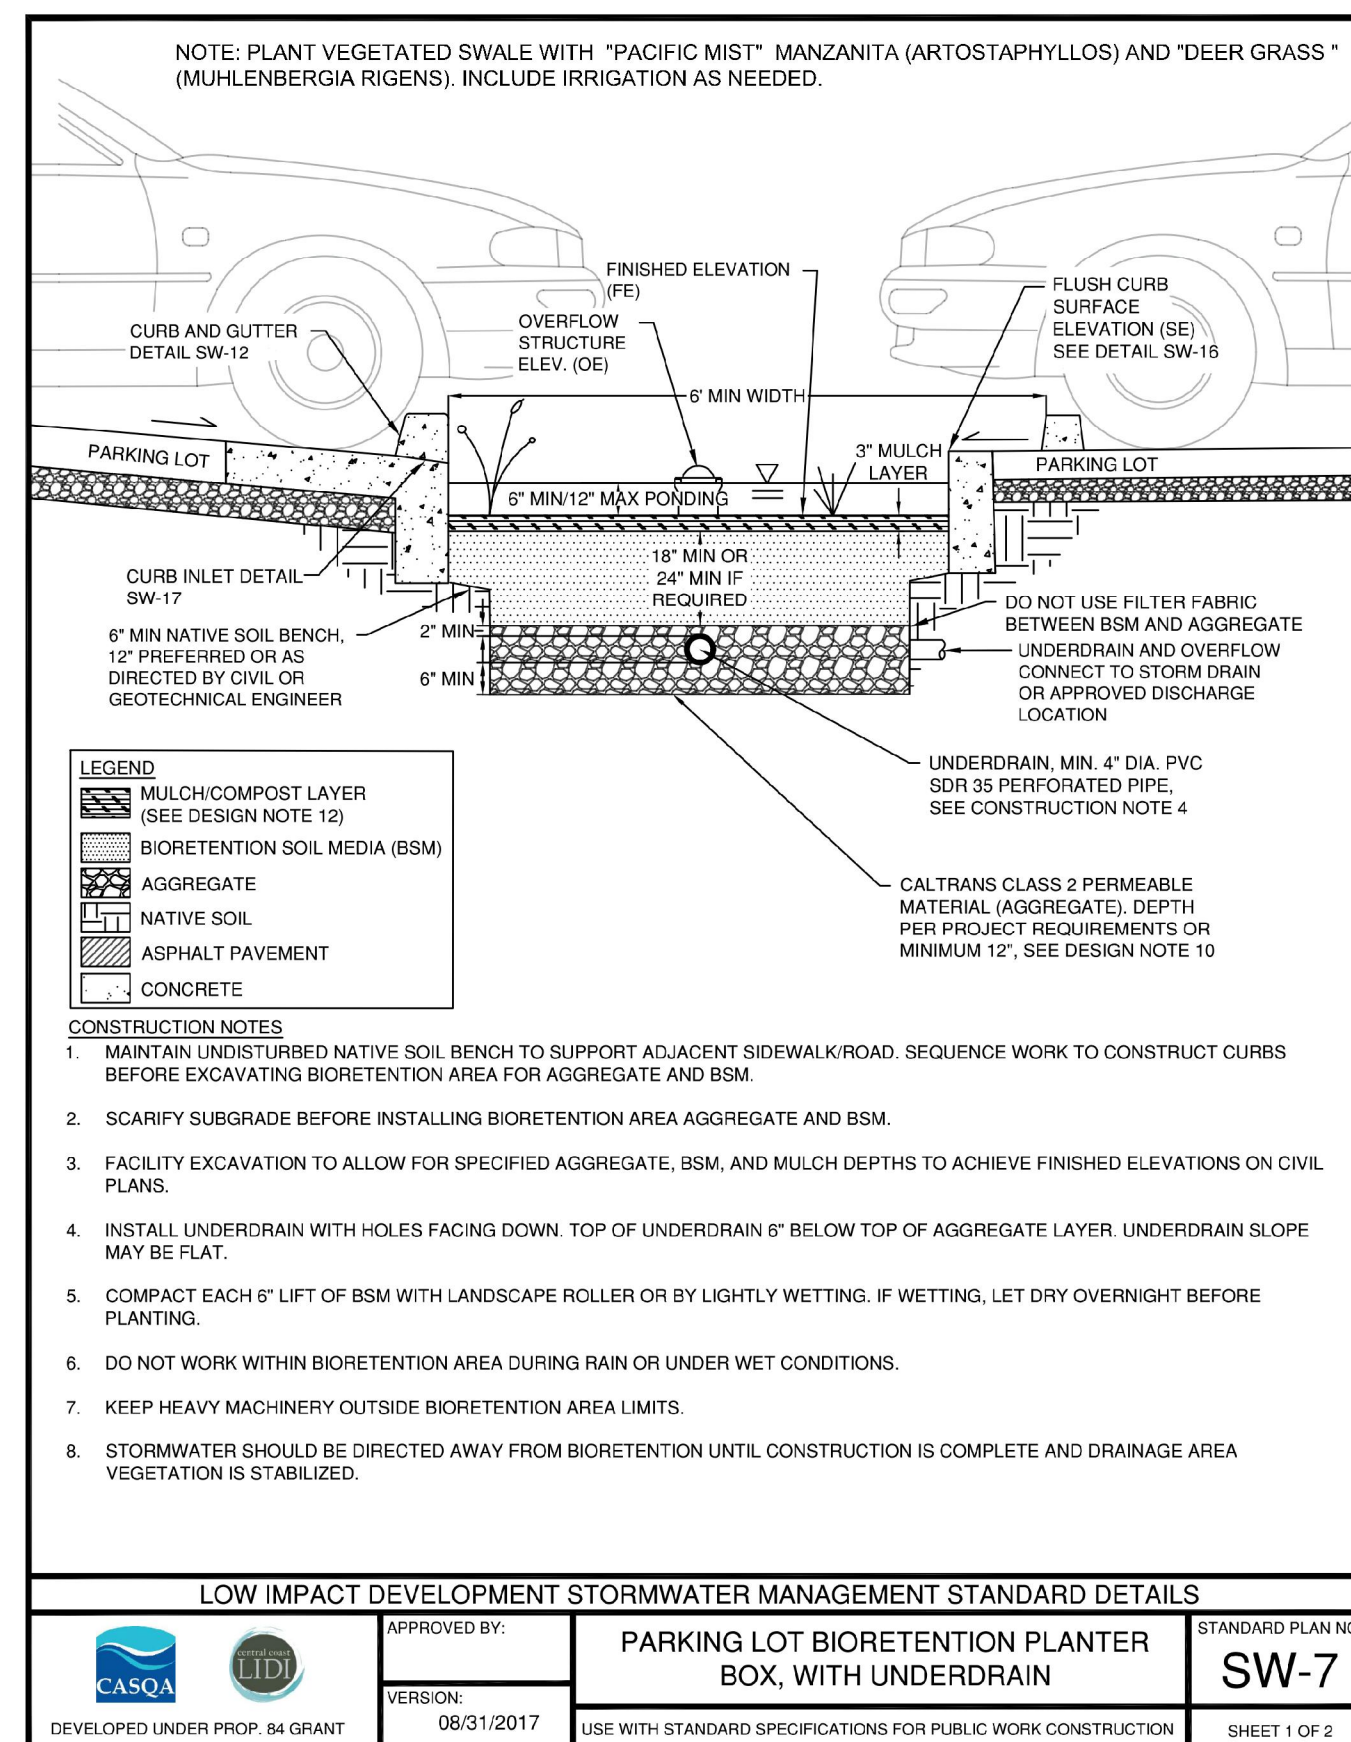 NOTE: PLANT VEGETATED SWALE WITH "PACIFIC MIST" MANZANITA (ARTOSTAPHYLLOS) AND "DEER GRASS "
(MUHLENBERGIA RIGENS). INCLUDE IRRIGATION AS NEEDED.
FINISHED ELEVATION
(FE)
FLUSH CURB
SURFACE
ELEVATION (SE)
SEE DETAIL SW-16
CURB AND GUTTER
DETAIL SW-12
OVERFLOW
STRUCTURE
ELEV. (OE)
6' MIN WIDTH
PARKING LOT
3" MULCH
LAYER
PARKING LOT
6" MIN/12" MAX PONDING
18" MIN OR
24" MIN IF
REQUIRED
CURB INLET DETAIL
SW-17
DO NOT USE FILTER FABRIC
BETWEEN BSM AND AGGREGATE
6" MIN NATIVE SOIL BENCH,
12" PREFERRED OR AS
DIRECTED BY CIVIL OR
GEOTECHNICAL ENGINEER
2" MIN
6" MIN
UNDERDRAIN AND OVERFLOW
CONNECT TO STORM DRAIN
OR APPROVED DISCHARGE
LOCATION
UNDERDRAIN, MIN. 4" DIA. PVC
SDR 35 PERFORATED PIPE,
SEE CONSTRUCTION NOTE 4
CALTRANS CLASS 2 PERMEABLE
MATERIAL (AGGREGATE). DEPTH
PER PROJECT REQUIREMENTS OR
MINIMUM 12", SEE DESIGN NOTE 10
LEGEND
MULCH/COMPOST LAYER
(SEE DESIGN NOTE 12)
BIORETENTION SOIL MEDIA (BSM)
AGGREGATE
NATIVE SOIL
ASPHALT PAVEMENT
CONCRETE
CONSTRUCTION NOTES
1. MAINTAIN UNDISTURBED NATIVE SOIL BENCH TO SUPPORT ADJACENT SIDEWALK/ROAD. SEQUENCE WORK TO CONSTRUCT CURBS
BEFORE EXCAVATING BIORETENTION AREA FOR AGGREGATE AND BSM.
2. SCARIFY SUBGRADE BEFORE INSTALLING BIORETENTION AREA AGGREGATE AND BSM.
3. FACILITY EXCAVATION TO ALLOW FOR SPECIFIED AGGREGATE, BSM, AND MULCH DEPTHS TO ACHIEVE FINISHED ELEVATIONS ON CIVIL
PLANS.
4. INSTALL UNDERDRAIN WITH HOLES FACING DOWN. TOP OF UNDERDRAIN 6" BELOW TOP OF AGGREGATE LAYER. UNDERDRAIN SLOPE
MAY BE FLAT.
5. COMPACT EACH 6" LIFT OF BSM WITH LANDSCAPE ROLLER OR BY LIGHTLY WETTING. IF WETTING, LET DRY OVERNIGHT BEFORE
PLANTING.
6. DO NOT WORK WITHIN BIORETENTION AREA DURING RAIN OR UNDER WET CONDITIONS.
7. KEEP HEAVY MACHINERY OUTSIDE BIORETENTION AREA LIMITS.
8. STORMWATER SHOULD BE DIRECTED AWAY FROM BIORETENTION UNTIL CONSTRUCTION IS COMPLETE AND DRAINAGE AREA
VEGETATION IS STABILIZED.
LOW IMPACT DEVELOPMENT STORMWATER MANAGEMENT STANDARD DETAILS
CASQA
central coast
LIDI
DEVELOPED UNDER PROP. 84 GRANT
APPROVED BY:
VERSION:
08/31/2017
PARKING LOT BIORETENTION PLANTER
BOX, WITH UNDERDRAIN
USE WITH STANDARD SPECIFICATIONS FOR PUBLIC WORK CONSTRUCTION
STANDARD PLAN NO
SW-7
SHEET 1 OF 2